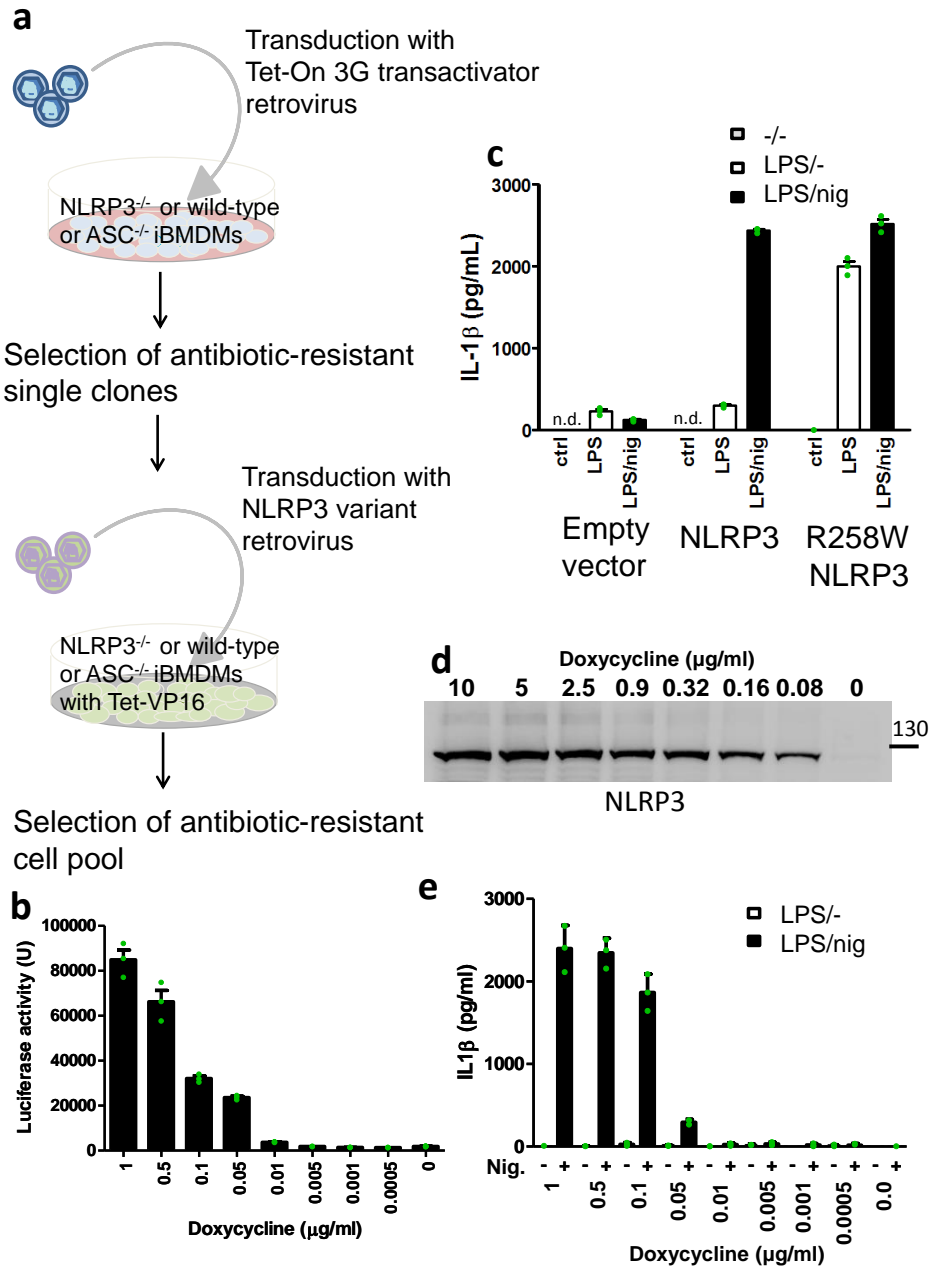 a
Transduction with
Tet-On 3G transactivator
retrovirus
NLRP3-/- or wild-type
or ASC-/- iBMDMs
Selection of antibiotic-resistant
single clones
Transduction with
NLRP3 variant
retrovirus
NLRP3-/- or wild-type
or ASC-/- iBMDMs
with Tet-VP16
Selection of antibiotic-resistant
cell pool
b
Luciferase activity (U)
100000
80000
60000
40000
20000
0
1
0.5
0.1
0.05
0.01
0.005
0.001
0.0005
0
Doxycycline (μg/ml)
c
-/-
LPS/-
LPS/nig
IL-1β (pg/mL)
3000
2000
1000
0
n.d.
n.d.
ctrl
LPS
LPS/nig
ctrl
LPS
LPS/nig
ctrl
LPS
LPS/nig
Empty
vector
NLRP3
R258W
NLRP3
d
Doxycycline (μg/ml)
10 5 2.5 0.9 0.32 0.16 0.08 0
130
NLRP3
e
LPS/-
LPS/nig
IL1β (pg/ml)
3000
2000
1000
0
Nig. - + - + - + - + - + - + - + - + - +
1
0.5
0.1
0.05
0.01
0.005
0.001
0.0005
0.0
Doxycycline (μg/ml)